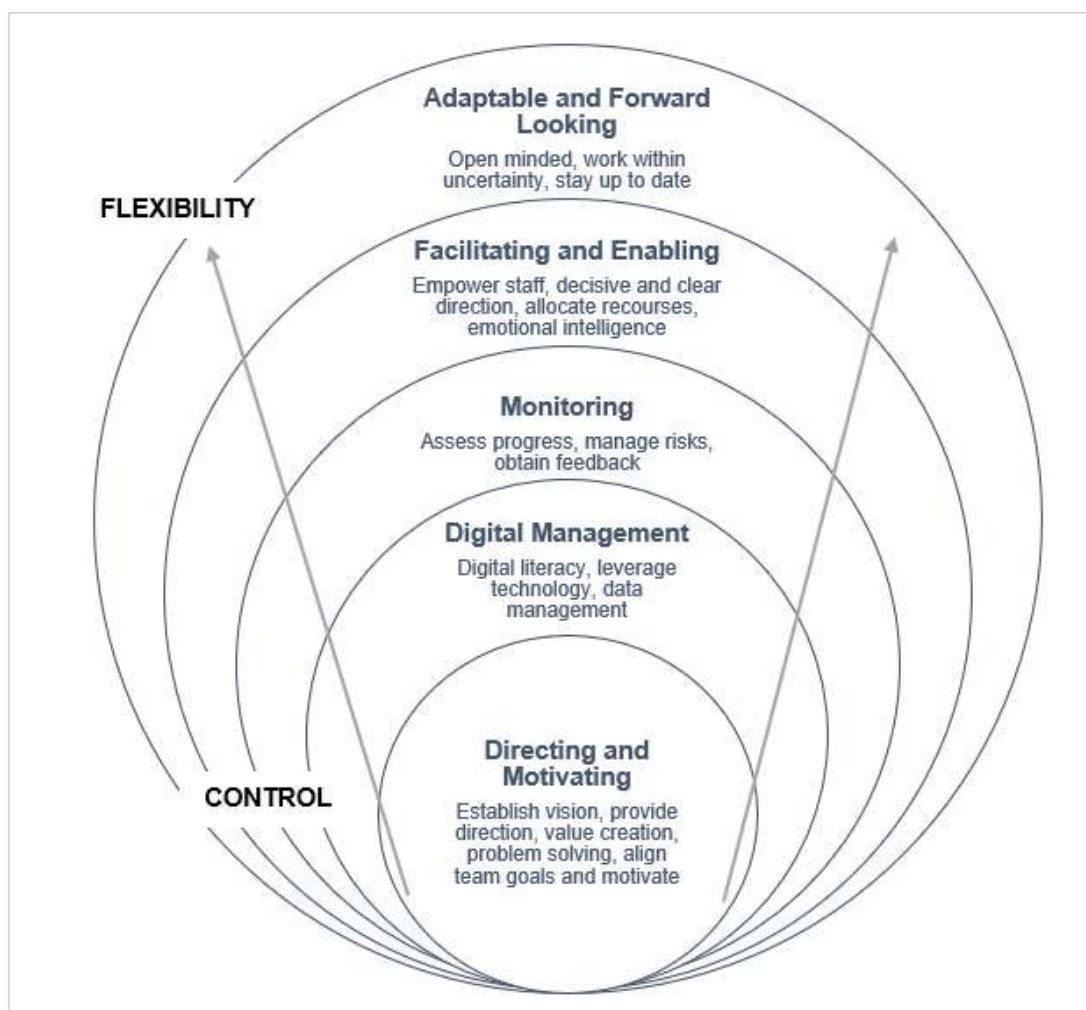 Adaptable and Forward
Looking
Open minded, work within
uncertainty, stay up to date
FLEXIBILITY
Facilitating and Enabling
Empower staff, decisive and clear
direction, allocate recourses,
emotional intelligence
Monitoring
Assess progress, manage risks,
obtain feedback
Digital Management
Digital literacy, leverage
technology, data
management
Directing and
Motivating
CONTROL
Establish vision, provide
direction, value creation,
problem solving, align
team goals and motivate